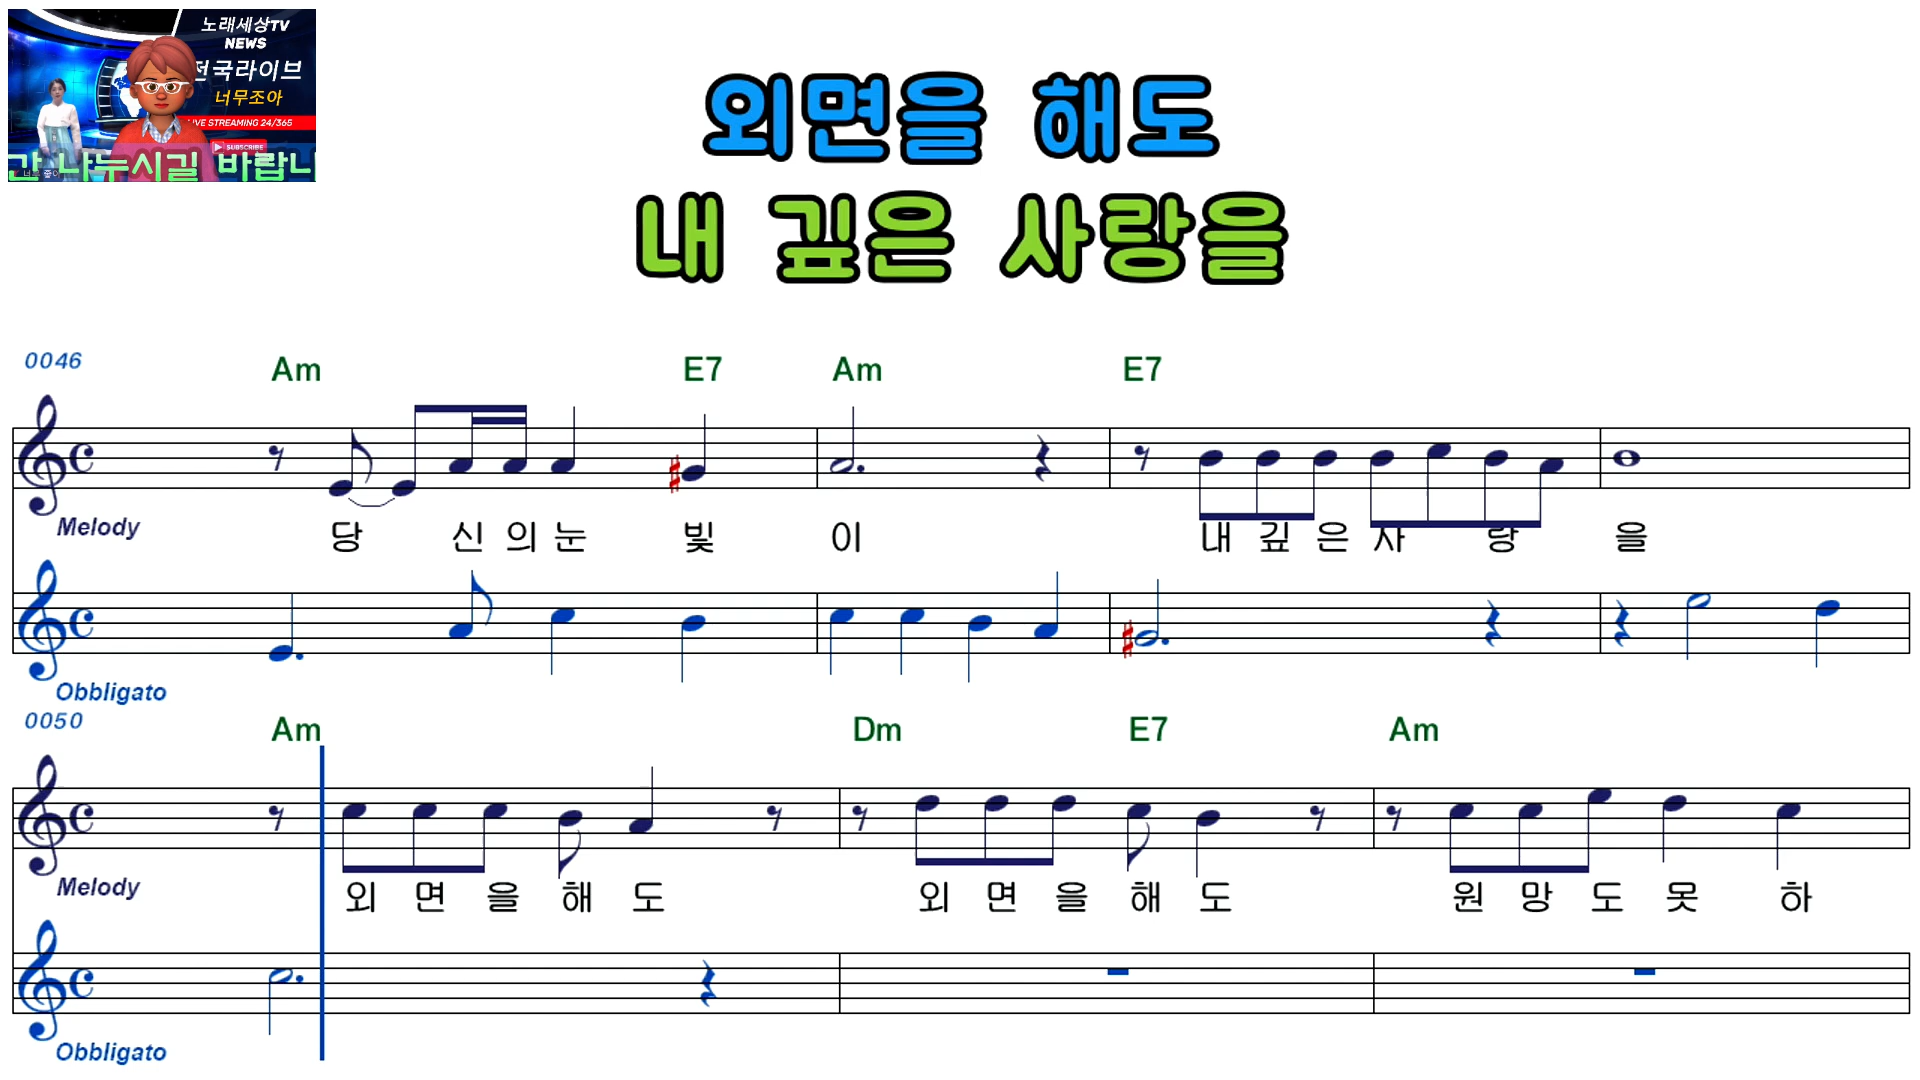 노래세상TV
NEWS
전국라이브
너무조아
LIVE STREAMING 24/365
SUBSCRIBE
간 나누시길 바랍니
외면을 해도
내 깊은 사랑을
0046
Am E7 Am E7
Melody
당 신 의 눈 빛 이 내 깊 은 사 랑 을
Obbligato
0050
Am Dm E7 Am
Melody
외 면 을 해 도 외 면 을 해 도 원 망 도 못 하
Obbligato